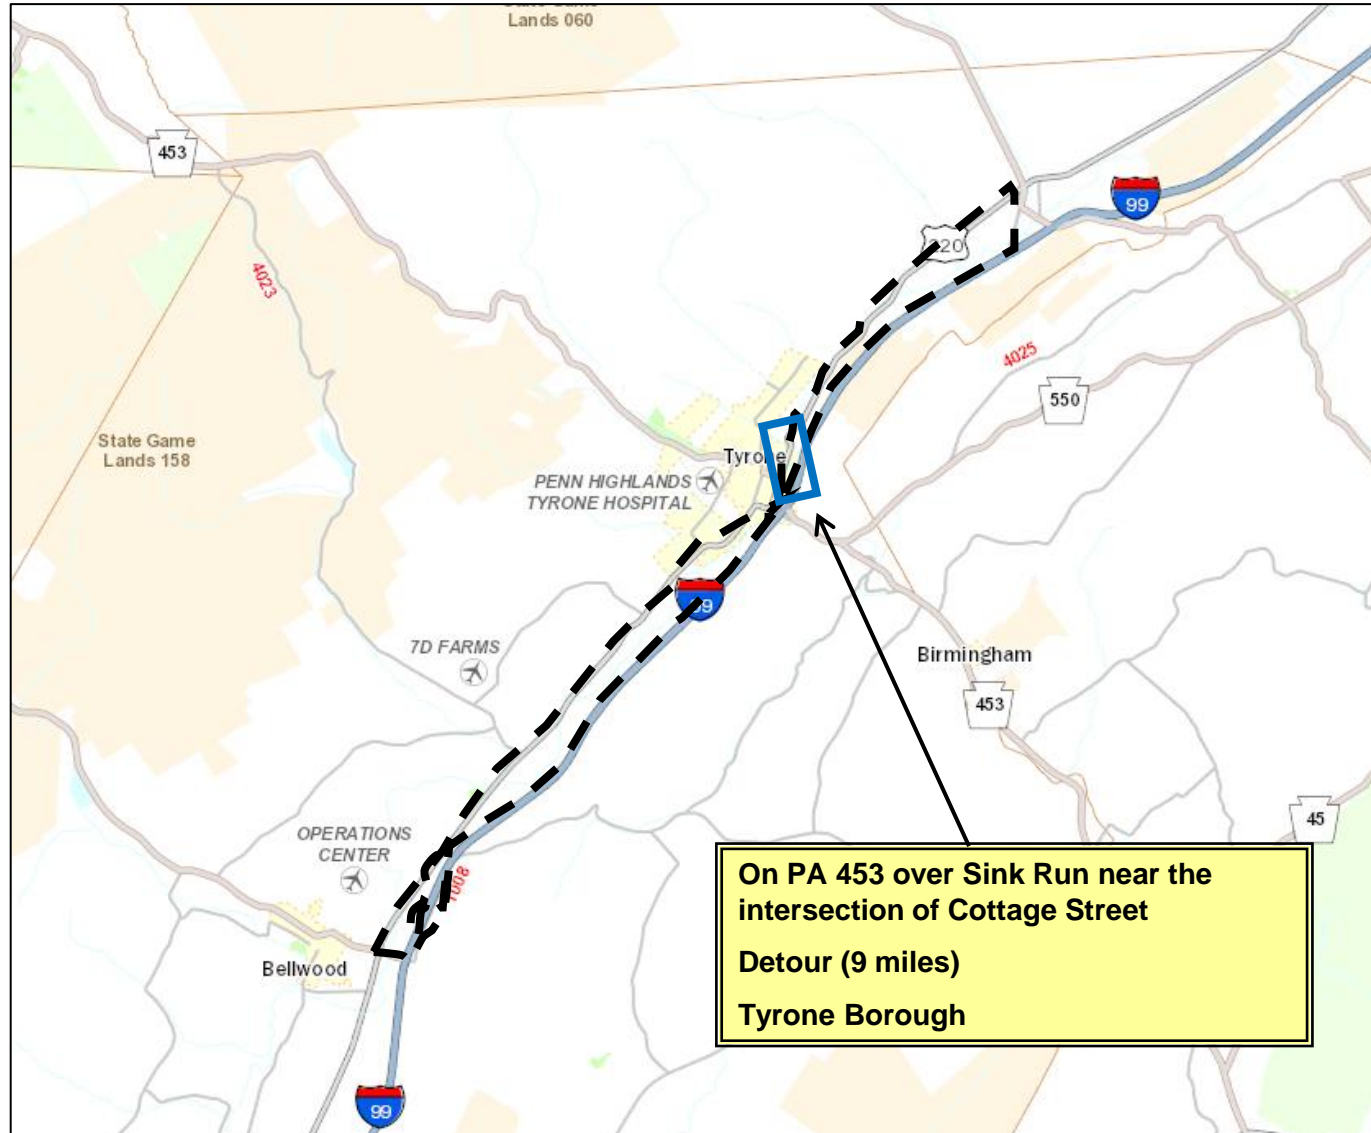 Lands 060
453
99
220
4023
4025
550
State Game
Lands 158
Tyrone
PENN HIGHLANDS
TYRONE HOSPITAL
99
7D FARMS
Birmingham
453
OPERATIONS
CENTER
45
1008
On PA 453 over Sink Run near the
intersection of Cottage Street
Detour (9 miles)
Tyrone Borough
Bellwood
99